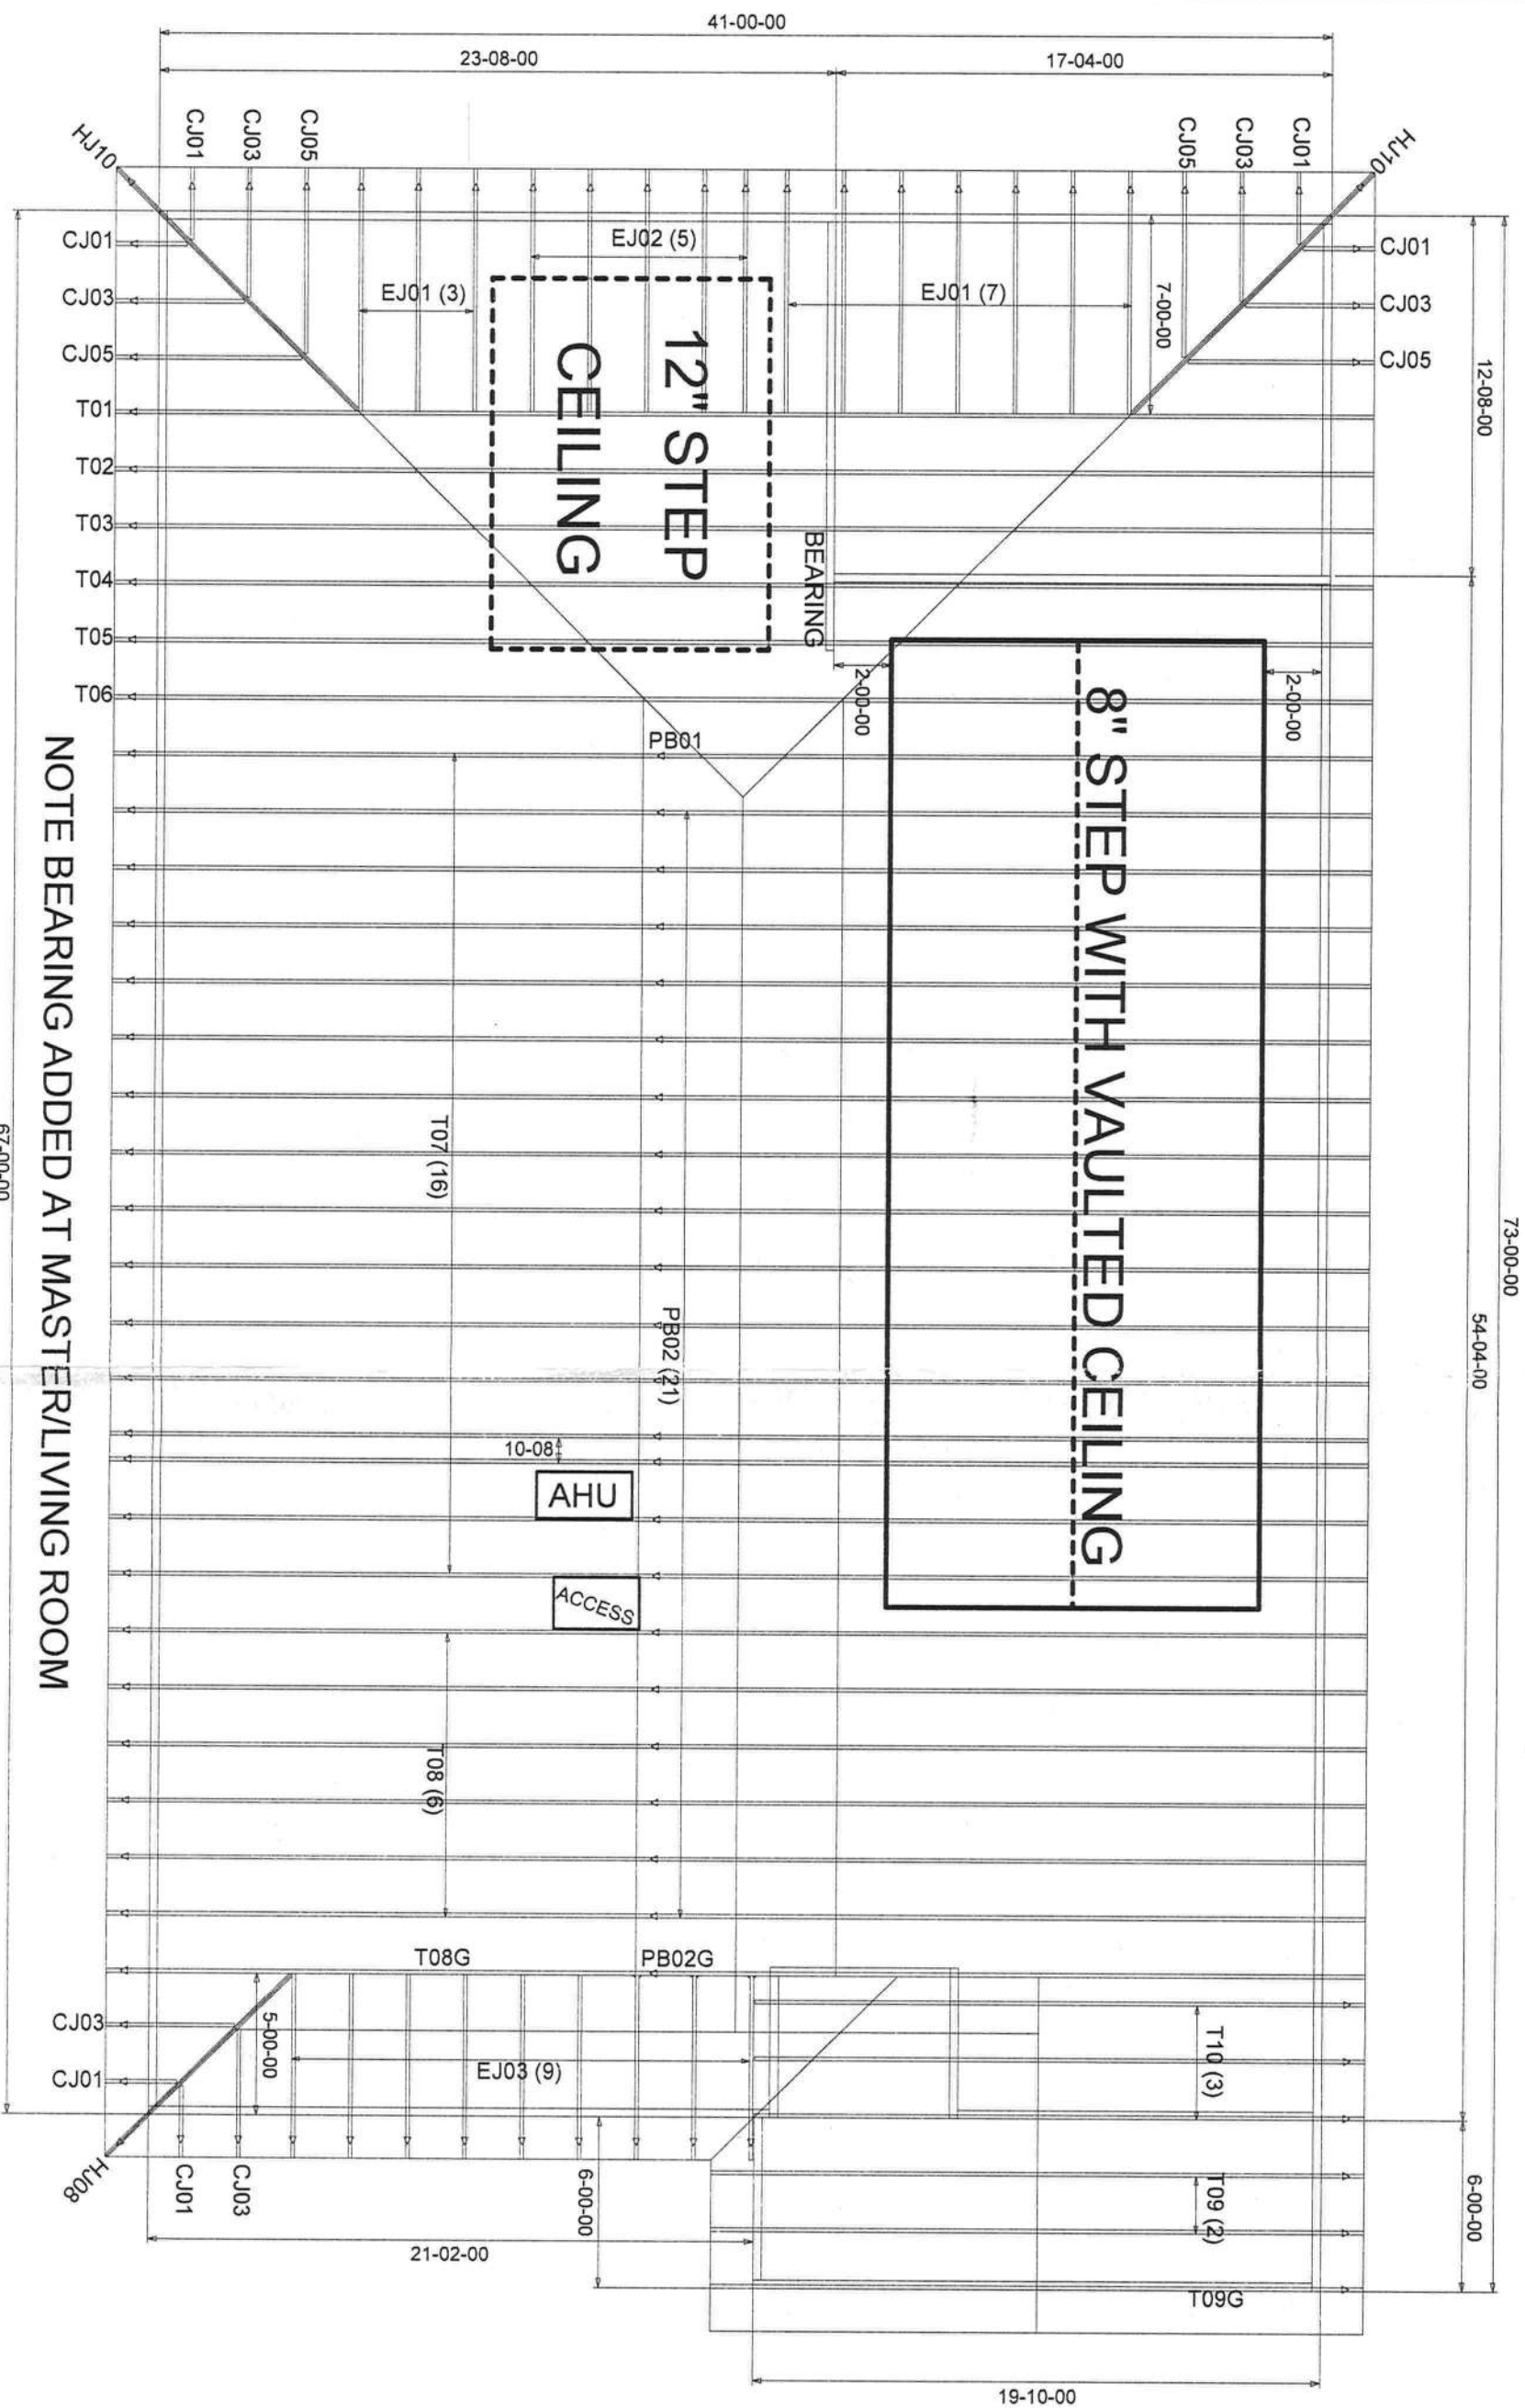 41-00-00
23-08-00
17-04-00
HJ10
CJ01
CJ03
CJ05
CJ05
CJ03
CJ01
HJ10
CJ01
CJ03
CJ05
T01
T02
T03
T04
T05
T06
CJ01
CJ03
CJ05
EJ02 (5)
EJ01 (3)
EJ01 (7)
7-00-00
12-08-00
12" STEP
CEILING
BEARING
2-00-00
2-00-00
PB01
8" STEP WITH VAULTED CEILING
73-00-00
54-04-00
T07 (16)
PB02 (21)
10-08
AHU
ACCESS
NOTE BEARING ADDED AT MASTER/LIVING ROOM
67-00-00
T08 (6)
T08G
PB02G
CJ03
CJ01
5-00-00
EJ03 (9)
T10 (3)
HJ08
CJ01
CJ03
6-00-00
T09 (2)
6-00-00
21-02-00
T09G
19-10-00